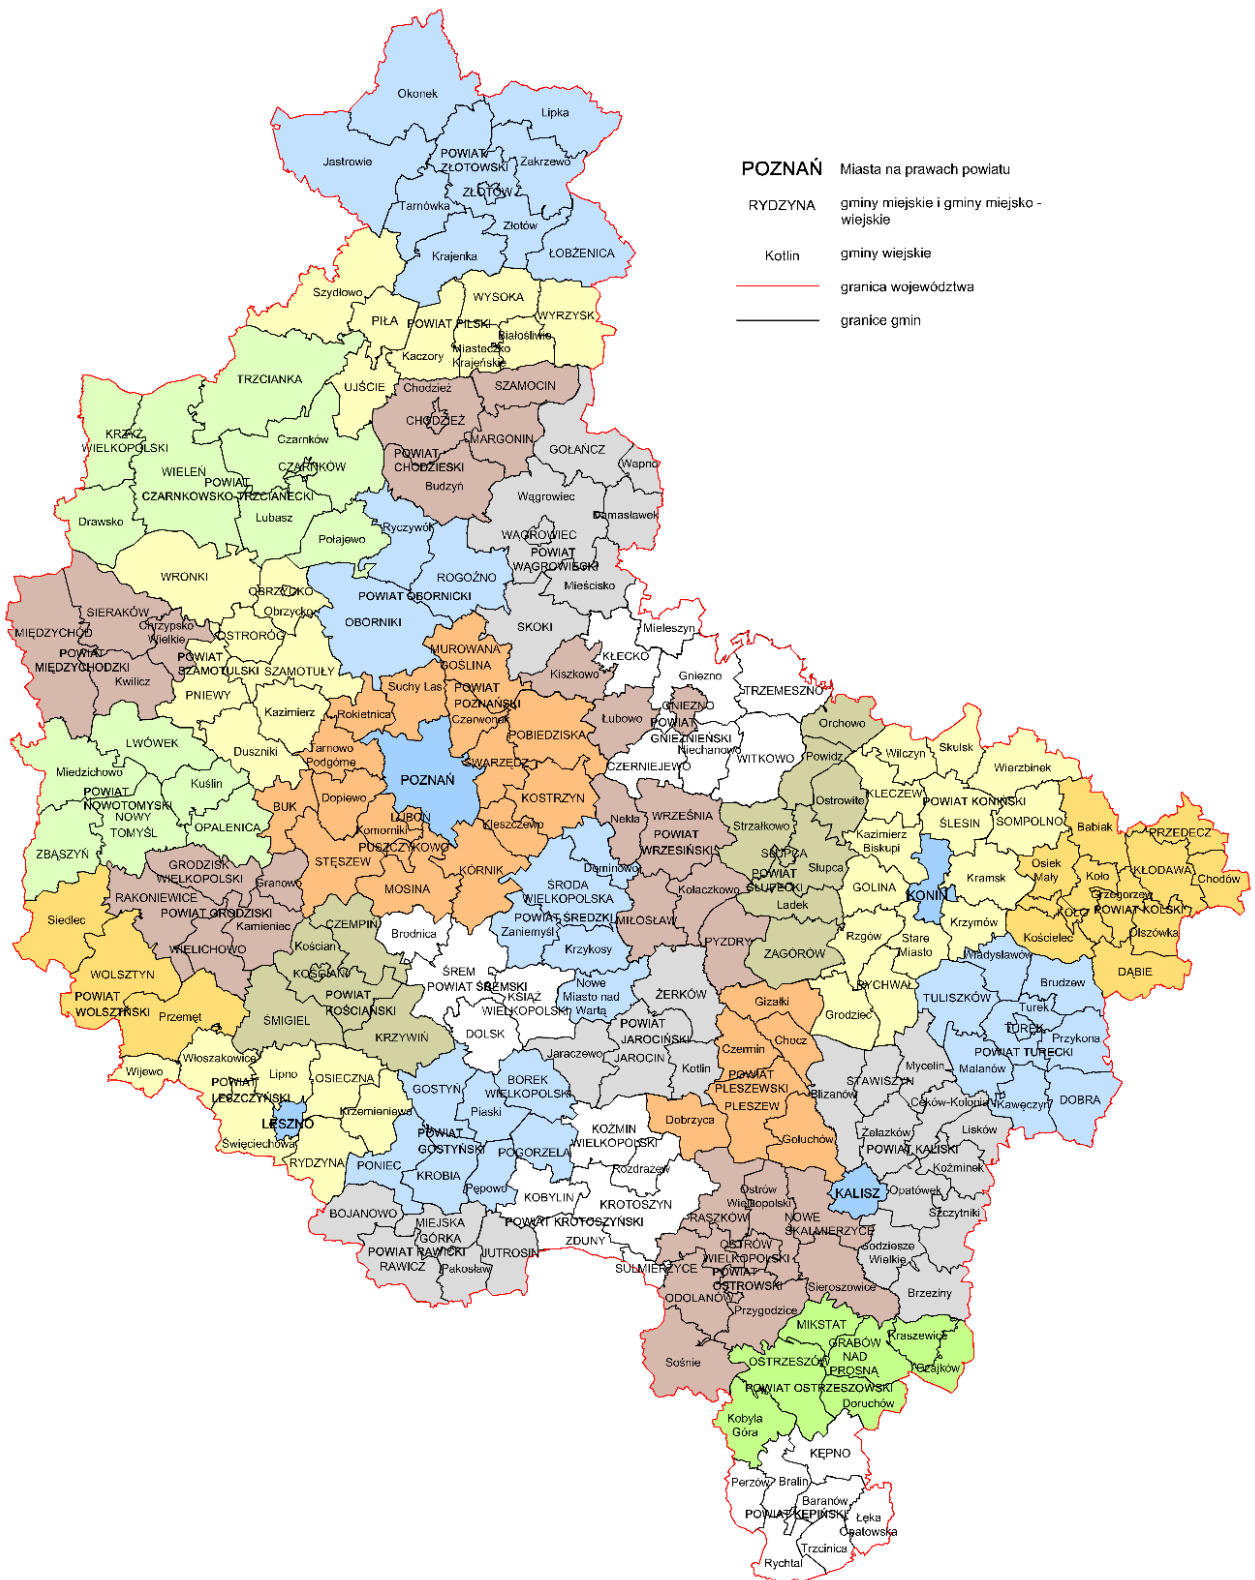 Okonek
Lipka
Jastrowie
POWIAT
ZŁOTOWSKI
Zakrzewo
ZŁOTÓW
Tarnówka
Złotów
Krajenka
ŁOBŻENICA
POZNAŃ Miasta na prawach powiatu
RYDZYNA gminy miejskie i gminy miejsko -
wiejskie
Kotlin gminy wiejskie
granica województwa
granice gmin
Szydłowo
WYSOKA
PIŁA
POWIAT PILSKI
WYRZYSK
Białośliwie
Kaczory
Miasteczko
Krajeńskie
UJŚCIE
TRZCIANKA
Chodzież
SZAMOCIN
CHODZIEŻ
MARGONIN
POWIAT
CHODZIESKI
Budzyń
KRZYŻ
WIELKOPOLSKI
Czarnków
CZARNKÓW
WIELEŃ
POWIAT
CZARNKOWSKO-TRZCIANECKI
Drawsko
Lubasz
Połajewo
GOŁAŃCZ
Wapno
Wągrowiec
Damasławek
WĄGROWIEC
POWIAT
WĄGROWIECKI
Mieścisko
SKOKI
Ryczywół
ROGOŹNO
POWIAT OBORNICKI
OBORNIKI
WRONKI
OBRZYCKO
Obrzycko
OSTRORÓG
POWIAT
SZAMOTULSKI
SZAMOTUŁY
PNIEWY
Kazimierz
Duszniki
SIERAKÓW
MIĘDZYCHÓD
Chrzypsko
Wielkie
POWIAT
MIĘDZYCHODZKI
Kwilicz
MUROWANA
GOŚLINA
Suchy Las
POWIAT
POZNAŃSKI
Rokietnica
Czerwonak
POBIEDZISKA
Tarnowo
Podgórne
SWARZĘDZ
POZNAŃ
BUK
Dopiewo
LUBOŃ
Komorniki
PUSZCZYKOWO
KOSTRZYN
Kleszczewo
STĘSZEW
MOSINA
KÓRNIK
Mieleszyn
KŁECKO
Kiszkowo
Gniezno
TRZEMESZNO
GNIEZNO
Łubowo
POWIAT
GNIEŹNIEŃSKI
Niechanowo
CZERNIEJEWO
WITKOWO
LWÓWEK
Miedzichowo
Kuślin
POWIAT
NOWOTOMYSKI
NOWY
TOMYŚL
OPALENICA
ZBĄSZYŃ
GRODZISK
WIELKOPOLSKI
Granowo
RAKONIEWICE
POWIAT GRODZISKI
Kamieniec
WIELICHOWO
Siedlec
WOLSZTYN
POWIAT
WOLSZTYŃSKI
Przemęt
CZEMPIŃ
Kościan
KOŚCIAN
POWIAT
KOŚCIAŃSKI
ŚMIGIEL
KRZYWIŃ
Brodnica
ŚREM
POWIAT ŚREMSKI
KSIĄŻ
WIELKOPOLSKI
DOLSK
Dominowo
ŚRODA
WIELKOPOLSKA
POWIAT ŚREDZKI
Zaniemyśl
Krzykosy
Nowe
Miasto nad
Wartą
Nekla
WRZEŚNIA
POWIAT
WRZESIŃSKI
Kołaczkowo
MIŁOSŁAW
PYZDRY
Orchowo
Powidz
Ostrowite
Strzałkowo
SŁUPCA
Słupca
POWIAT
SŁUPECKI
Lądek
ZAGÓRÓW
Wilczyn
Skulsk
Wierzbinek
KLECZEW
POWIAT KONIŃSKI
ŚLESIN
SOMPOLNO
Kazimierz
Biskupi
GOLINA
KONIN
Kramsk
Krzymów
Rzgów
Stare
Miasto
RYCHWAŁ
Grodziec
Babiak
PRZEDECZ
Osiek
Mały
Koło
KŁODAWA
Chodów
Grzegorzew
KOŁO
POWIAT KOLSKI
Kościelec
Olszówka
DĄBIE
Władysławów
Brudzew
TULISZKÓW
Turek
TUREK
Przykona
POWIAT TURECKI
Malanów
Kawęczyn
DOBRA
ŻERKÓW
POWIAT
JAROCIŃSKI
Jaraczewo
JAROCIN
Kotlin
Gizałki
Czermin
Chocz
POWIAT
PLESZEWSKI
PLESZEW
Dobrzyca
Gołuchów
Mycelin
STAWISZYN
Blizanów
Ceków-Kolonia
Lisków
Żelazków
POWIAT KALISKI
Koźminek
KALISZ
Opatówek
Szczytniki
Godziesze
Wielkie
Brzeziny
Włoszakowice
Wijewo
Lipno
OSIECZNA
POWIAT
LESZCZYŃSKI
Krzemieniewo
LESZNO
Święciechowa
RYDZYNA
GOSTYŃ
BOREK
WIELKOPOLSKI
Piaski
POWIAT
GOSTYŃSKI
POGORZELA
PONIEC
KROBIA
Pępowo
BOJANOWO
MIEJSKA
GÓRKA
POWIAT RAWICKI
RAWICZ
Pakosław
JUTROSIN
KOŹMIN
WIELKOPOLSKI
Rozdrażew
KOBYLIN
KROTOSZYN
POWIAT KROTOSZYŃSKI
ZDUNY
SULMIERZYCE
Ostrów
Wielkopolski
RASZKÓW
NOWE
SKALMIERZYCE
OSTRÓW
WIELKOPOLSKI
POWIAT
OSTROWSKI
Sieroszowice
ODOLANÓW
Przygodzice
Sośnie
MIKSTAT
GRABÓW
NAD
PROSNĄ
Kraszewice
Czajków
OSTRZESZÓW
POWIAT OSTRZESZOWSKI
Doruchów
Kobyla
Góra
KĘPNO
Perzów
Bralin
Baranów
POWIAT KĘPIŃSKI
Łęka
Opatowska
Trzcinica
Rychtal